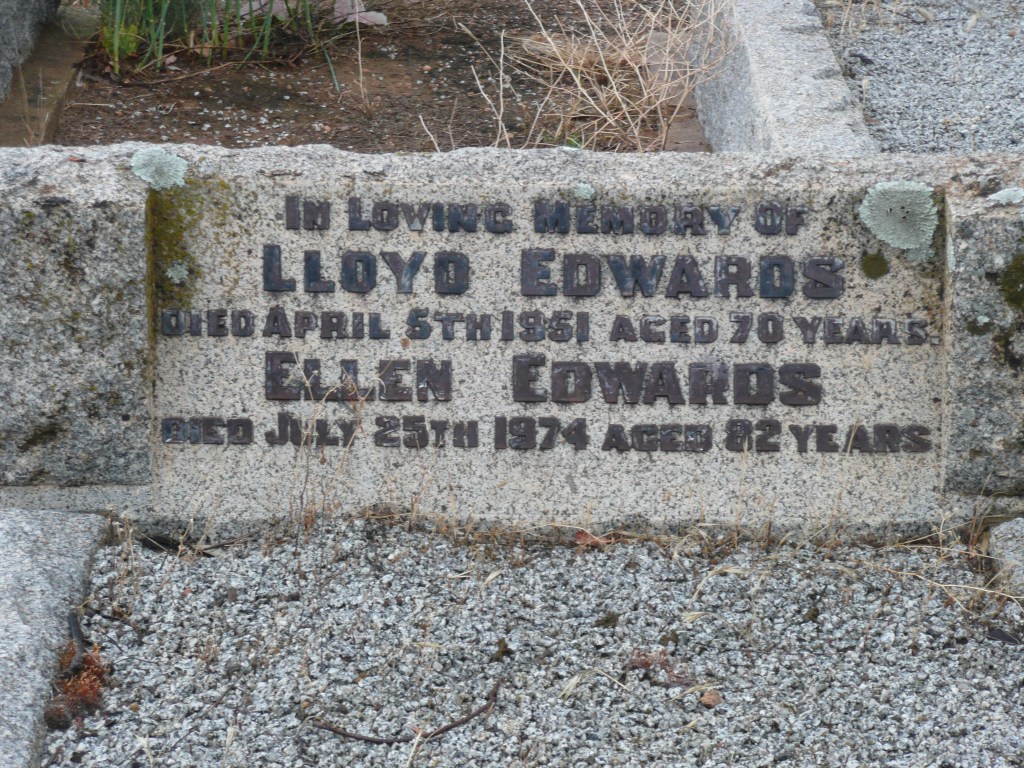 IN LOVING MEMORY OF
LLOYD EDWARDS
DIED APRIL 5TH 1951 AGED 70 YEARS.
ELLEN EDWARDS
DIED JULY 25TH 1974 AGED 82 YEARS